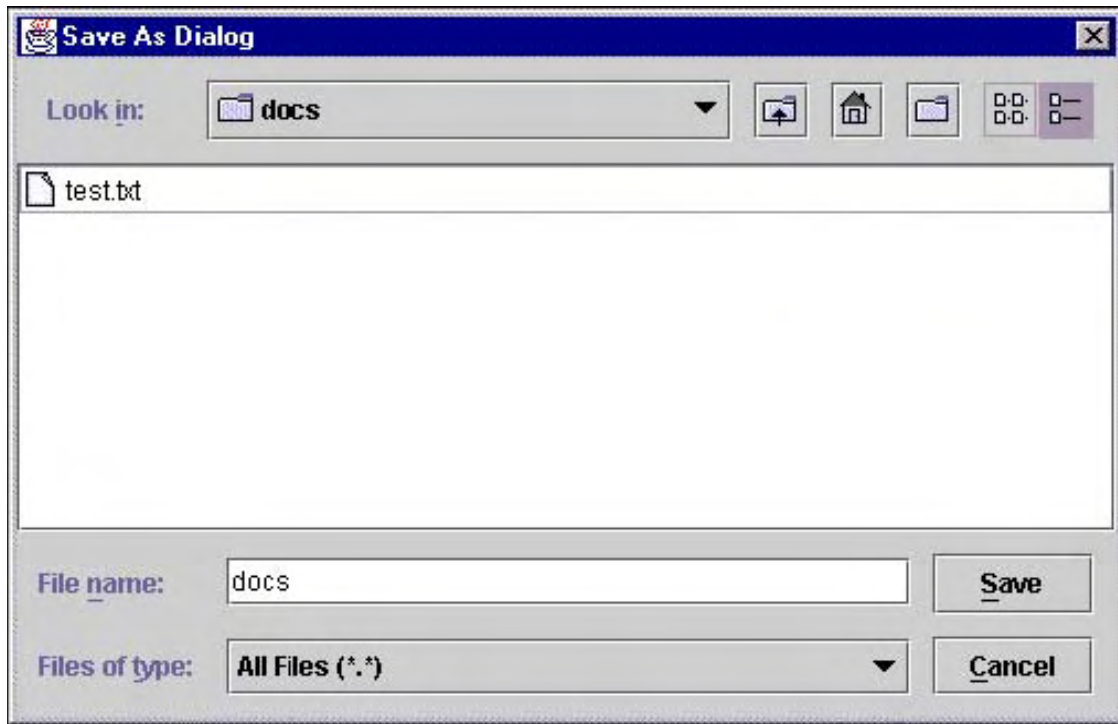 Save As Dialog
Look in: docs
test.txt
File name: docs Save
Files of type: All Files (*.*) Cancel